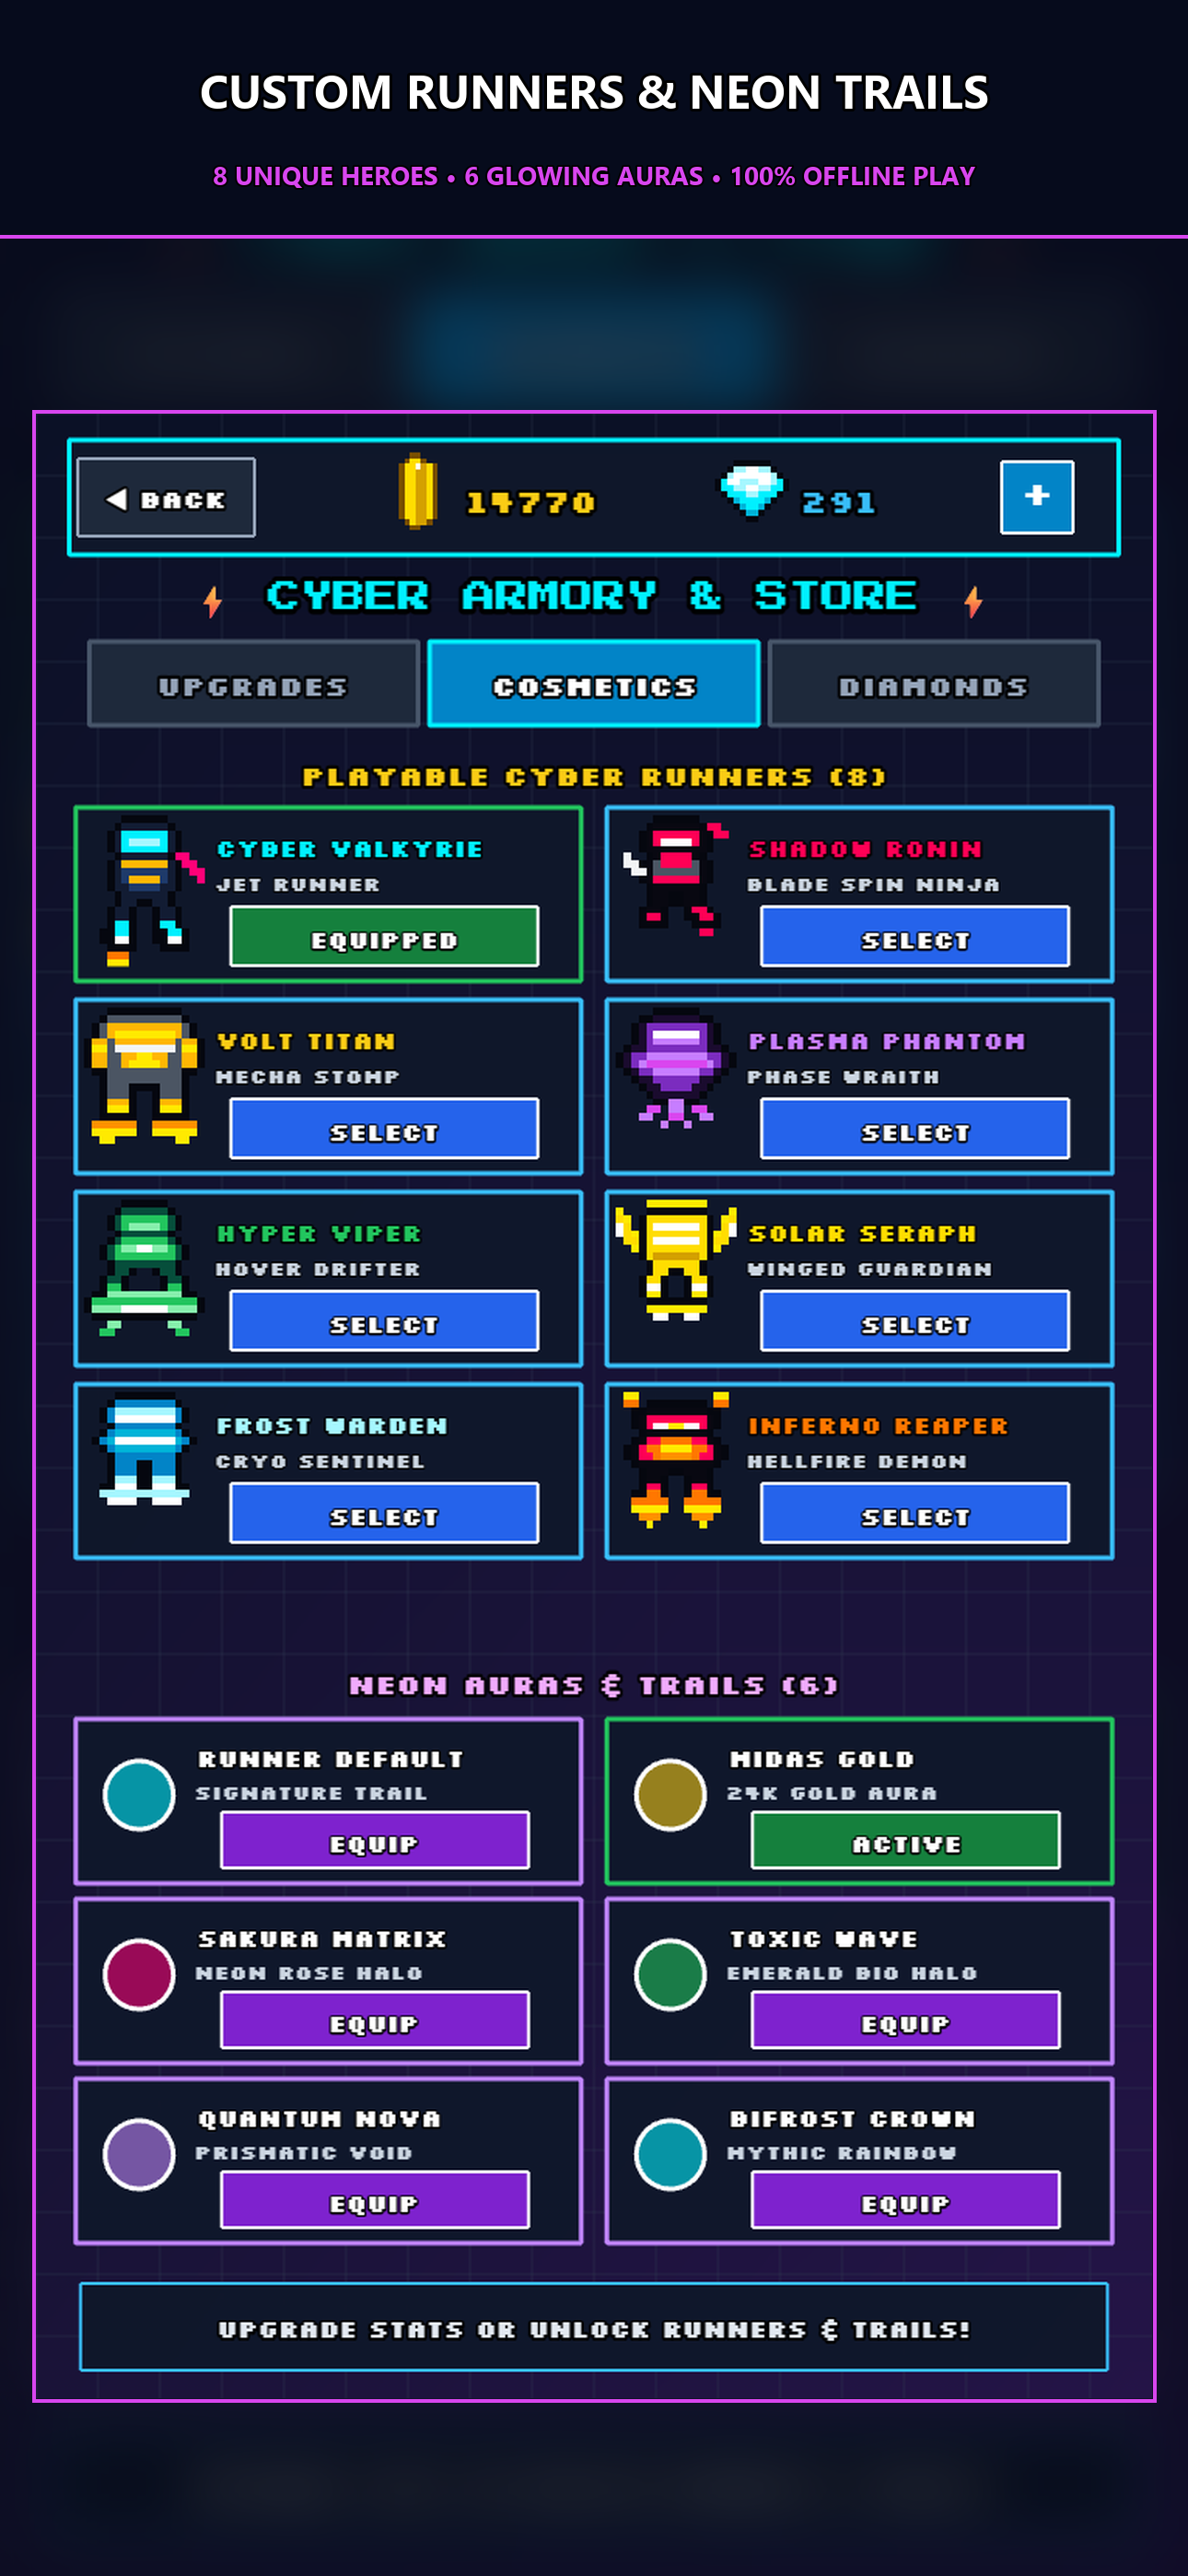 CUSTOM RUNNERS & NEON TRAILS
8 UNIQUE HEROES • 6 GLOWING AURAS • 100% OFFLINE PLAY
BACK
14770
291
+
CYBER ARMORY & STORE
UPGRADES
COSMETICS
DIAMONDS
PLAYABLE CYBER RUNNERS (8)
CYBER VALKYRIE
JET RUNNER
EQUIPPED
SHADOW RONIN
BLADE SPIN NINJA
SELECT
VOLT TITAN
MECHA STOMP
SELECT
PLASMA PHANTOM
PHASE WRAITH
SELECT
HYPER VIPER
HOVER DRIFTER
SELECT
SOLAR SERAPH
WINGED GUARDIAN
SELECT
FROST WARDEN
CRYO SENTINEL
SELECT
INFERNO REAPER
HELLFIRE DEMON
SELECT
NEON AURAS & TRAILS (6)
RUNNER DEFAULT
SIGNATURE TRAIL
EQUIP
MIDAS GOLD
24K GOLD AURA
ACTIVE
SAKURA MATRIX
NEON ROSE HALO
EQUIP
TOXIC WAVE
EMERALD BIO HALO
EQUIP
QUANTUM NOVA
PRISMATIC VOID
EQUIP
BIFROST CROWN
MYTHIC RAINBOW
EQUIP
UPGRADE STATS OR UNLOCK RUNNERS & TRAILS!